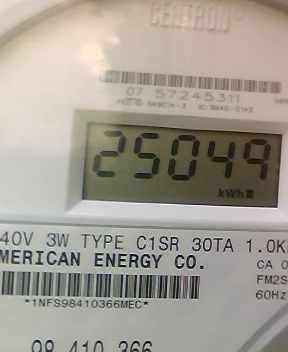 CENTRON®
07 57245311
25049
kWh
40V 3W TYPE C1SR 30TA 1.0K
MERICAN ENERGY CO.
CA 0
FM2S
60Hz
*1NFS98410366MEC*
98 410 366